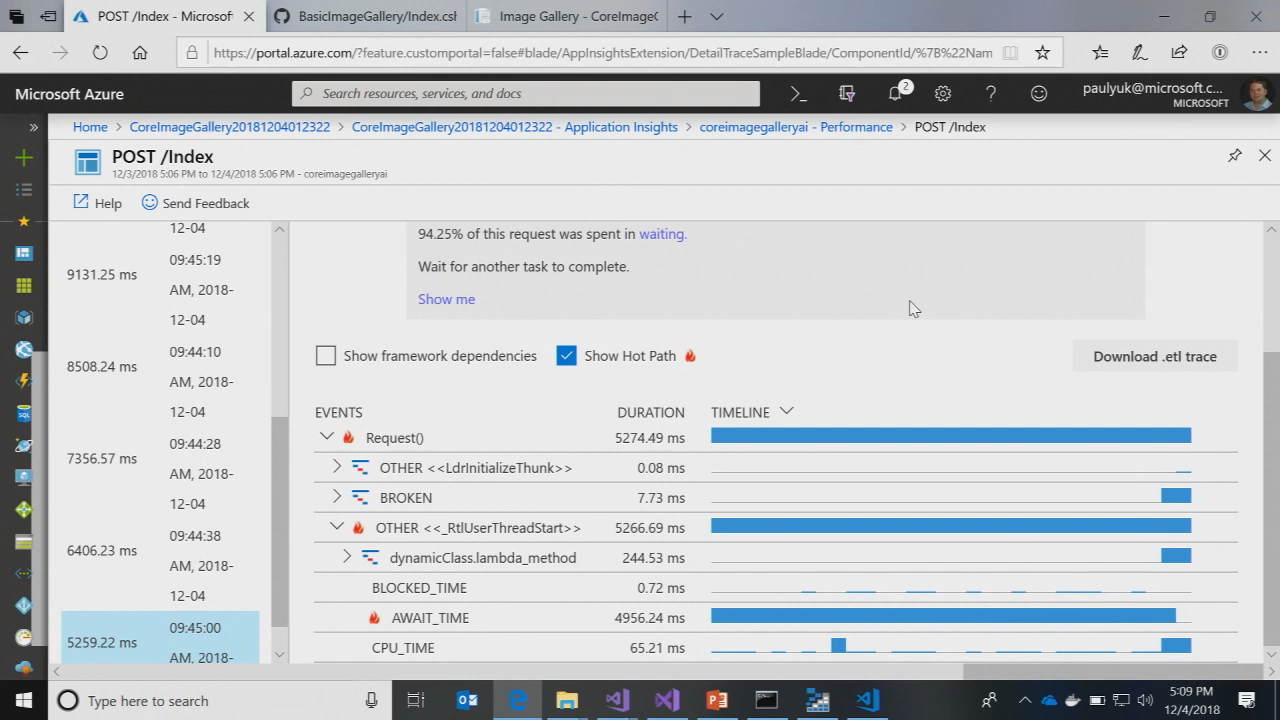 POST /Index - Microsof
BasicImageGallery/Index.csh
Image Gallery - CoreImageG
https://portal.azure.com/?feature.customportal=false#blade/AppInsightsExtension/DetailTraceSampleBlade/ComponentId/%7B%22Nam
Microsoft Azure
Search resources, services, and docs
2
paulyuk@microsoft.c...
MICROSOFT
Home > CoreImageGallery20181204012322 > CoreImageGallery20181204012322 - Application Insights > coreimagegalleryai - Performance > POST /Index
POST /Index
12/3/2018 5:06 PM to 12/4/2018 5:06 PM - coreimagegalleryai
Help
Send Feedback
12-04
9131.25 ms
09:45:19
AM, 2018-
12-04
8508.24 ms
09:44:10
AM, 2018-
12-04
7356.57 ms
09:44:28
AM, 2018-
12-04
6406.23 ms
09:44:38
AM, 2018-
12-04
5259.22 ms
09:45:00
AM, 2018-
94.25% of this request was spent in waiting.
Wait for another task to complete.
Show me
Show framework dependencies
Show Hot Path
Download .etl trace
EVENTS DURATION TIMELINE
Request() 5274.49 ms
OTHER <<LdrInitializeThunk>> 0.08 ms
BROKEN 7.73 ms
OTHER <<_RtlUserThreadStart>> 5266.69 ms
dynamicClass.lambda_method 244.53 ms
BLOCKED_TIME 0.72 ms
AWAIT_TIME 4956.24 ms
CPU_TIME 65.21 ms
Type here to search
5:09 PM
12/4/2018